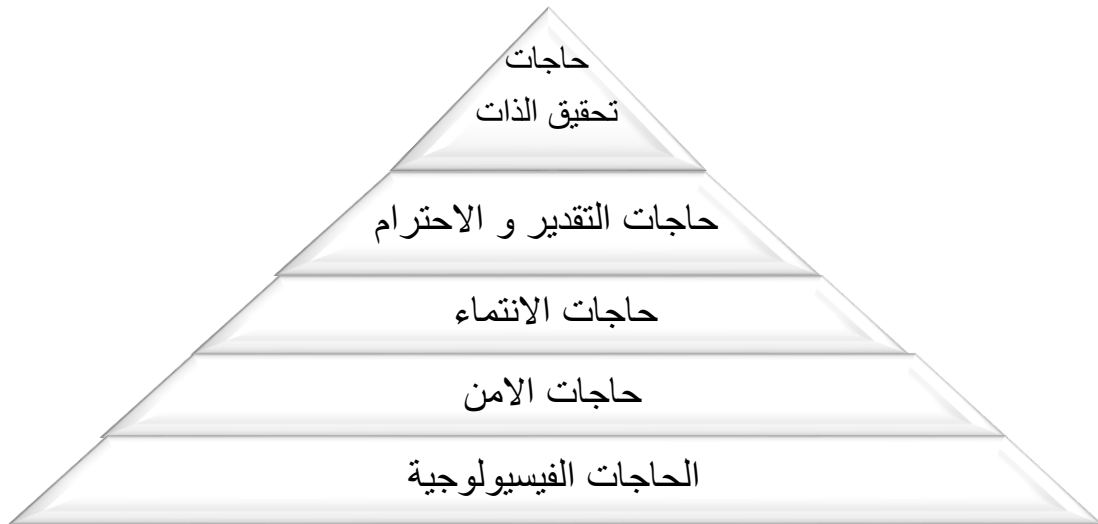 حاجات
تحقيق الذات
حاجات التقدير و الاحترام
حاجات الانتماء
حاجات الامن
الحاجات الفيسيولوجية